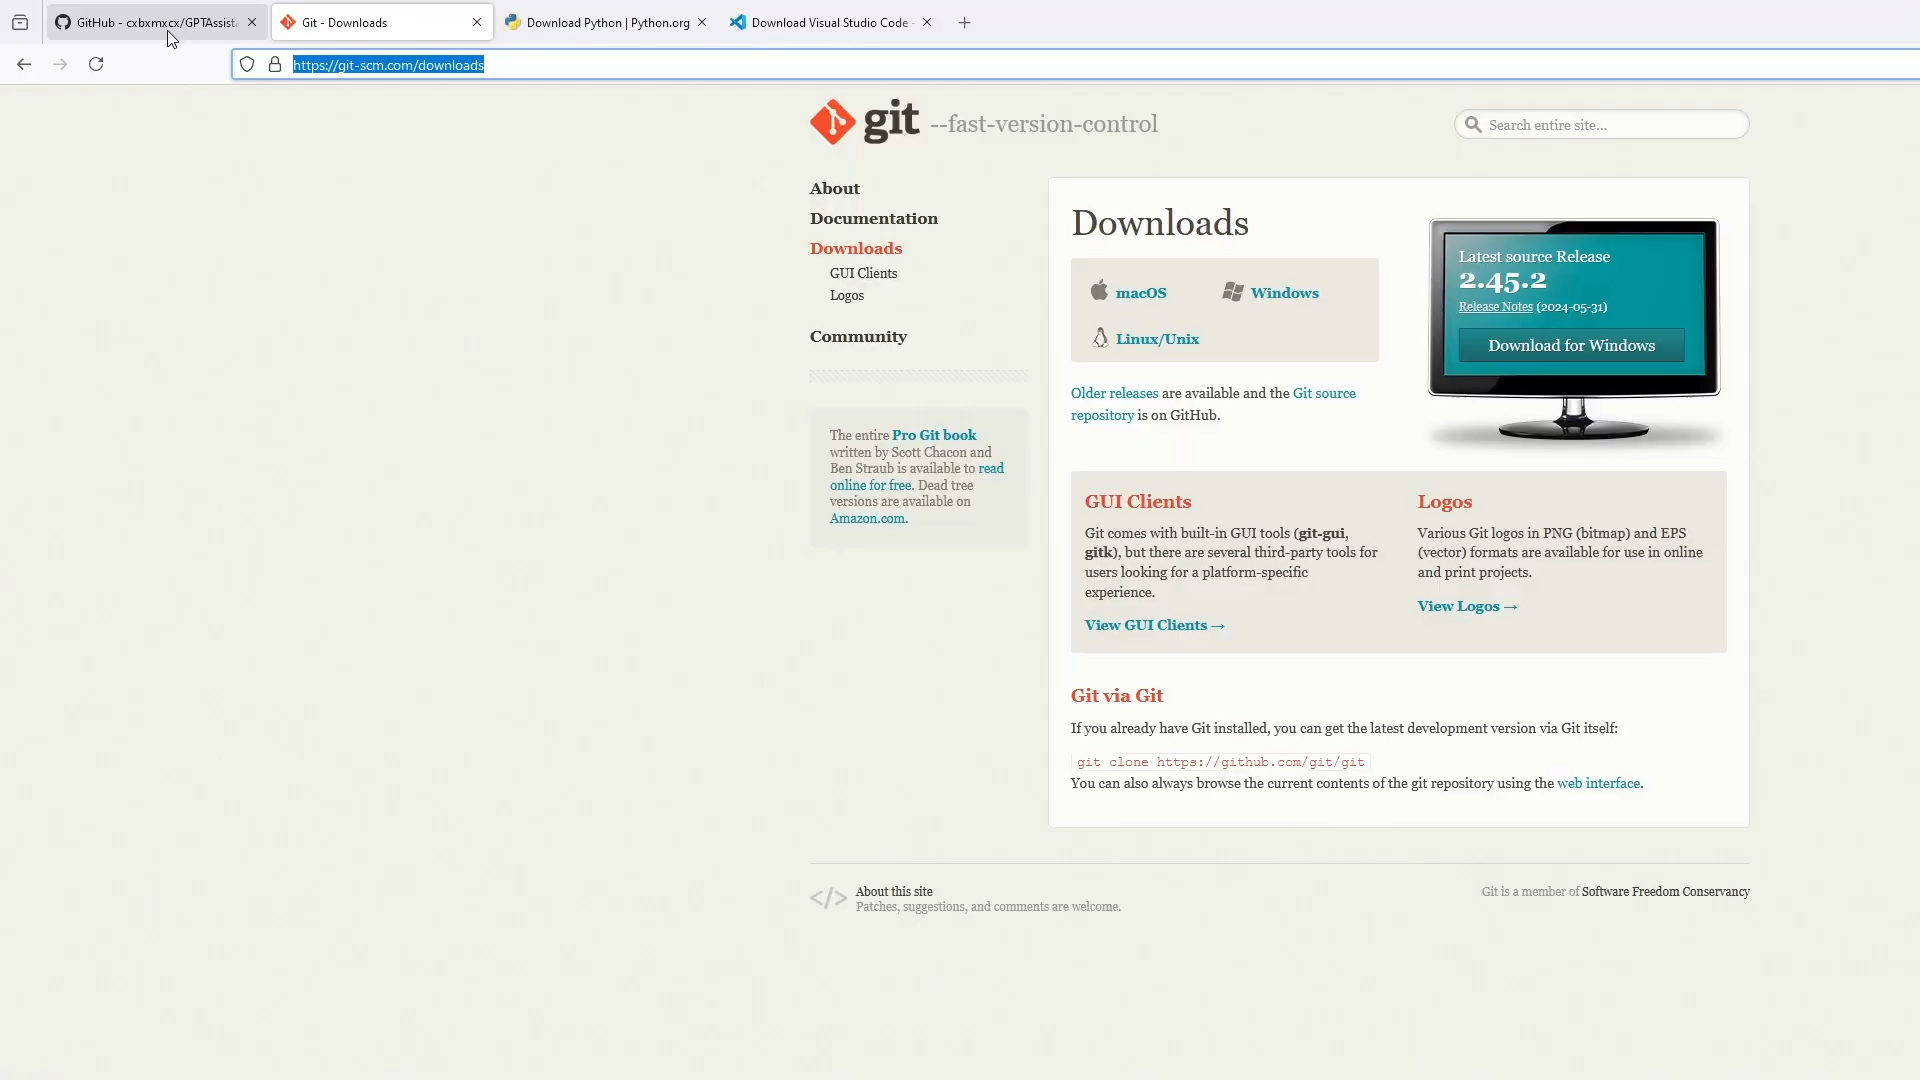 GitHub - cxbxmxcx/GPTAssist
Git - Downloads
Download Python | Python.org
Download Visual Studio Code -
https://git-scm.com/downloads
git --fast-version-control
Search entire site...
About
Documentation
Downloads
GUI Clients
Logos
Community
The entire Pro Git book
written by Scott Chacon and
Ben Straub is available to read
online for free. Dead tree
versions are available on
Amazon.com.
Downloads
macOS
Windows
Linux/Unix
Older releases are available and the Git source
repository is on GitHub.
Latest source Release
2.45.2
Release Notes (2024-05-31)
Download for Windows
GUI Clients
Git comes with built-in GUI tools (git-gui,
gitk), but there are several third-party tools for
users looking for a platform-specific
experience.
View GUI Clients →
Logos
Various Git logos in PNG (bitmap) and EPS
(vector) formats are available for use in online
and print projects.
View Logos →
Git via Git
If you already have Git installed, you can get the latest development version via Git itself:
git clone https://github.com/git/git
You can also always browse the current contents of the git repository using the web interface.
</> About this site
Patches, suggestions, and comments are welcome.
Git is a member of Software Freedom Conservancy